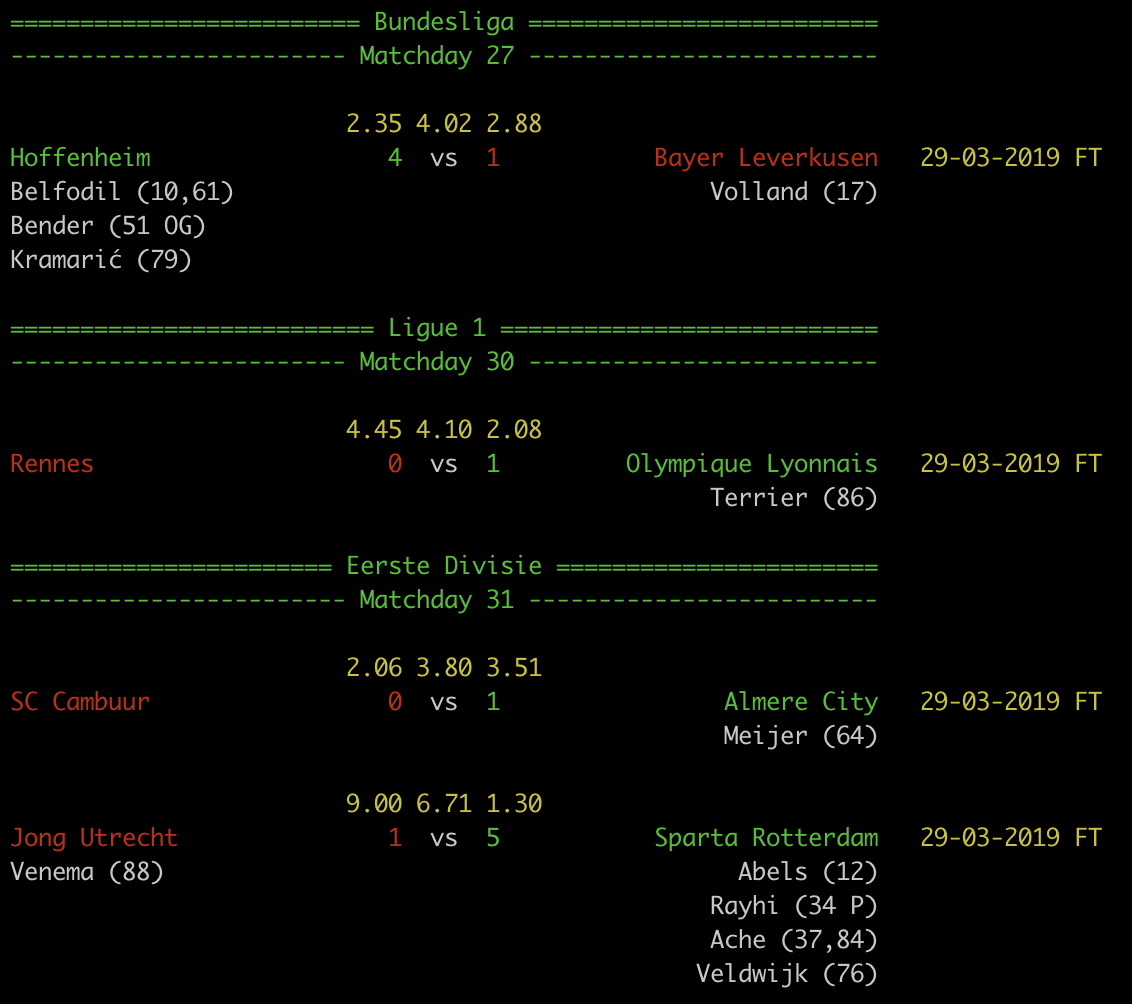 ========================= Bundesliga =========================
------------------------ Matchday 27 -------------------------
2.35 4.02 2.88
Hoffenheim 4 vs 1 Bayer Leverkusen 29-03-2019 FT
Belfodil (10,61) Volland (17)
Bender (51 OG)
Kramarić (79)
========================== Ligue 1 ===========================
------------------------ Matchday 30 -------------------------
4.45 4.10 2.08
Rennes 0 vs 1 Olympique Lyonnais 29-03-2019 FT
Terrier (86)
======================= Eerste Divisie =======================
------------------------ Matchday 31 -------------------------
2.06 3.80 3.51
SC Cambuur 0 vs 1 Almere City 29-03-2019 FT
Meijer (64)
9.00 6.71 1.30
Jong Utrecht 1 vs 5 Sparta Rotterdam 29-03-2019 FT
Venema (88) Abels (12)
Rayhi (34 P)
Ache (37,84)
Veldwijk (76)